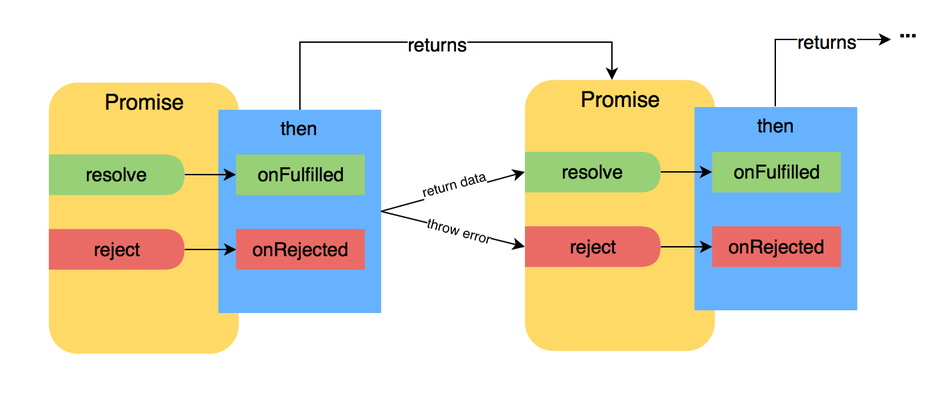 returns
returns
...
Promise
then
resolve
onFulfilled
reject
onRejected
return data
throw error
Promise
then
resolve
onFulfilled
reject
onRejected